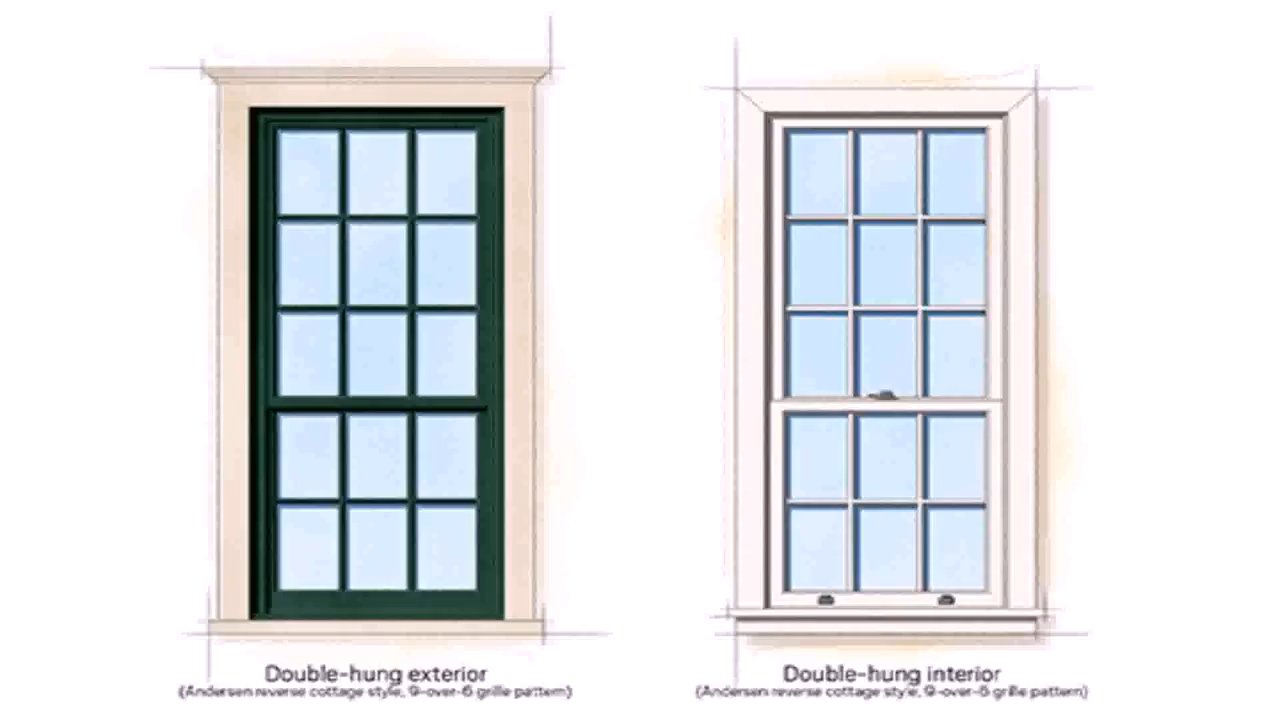 Double-hung exterior
(Andersen reverse cottage style, 9-over-6 grille pattern)
Double-hung interior
(Andersen reverse cottage style, 9-over-6 grille pattern)